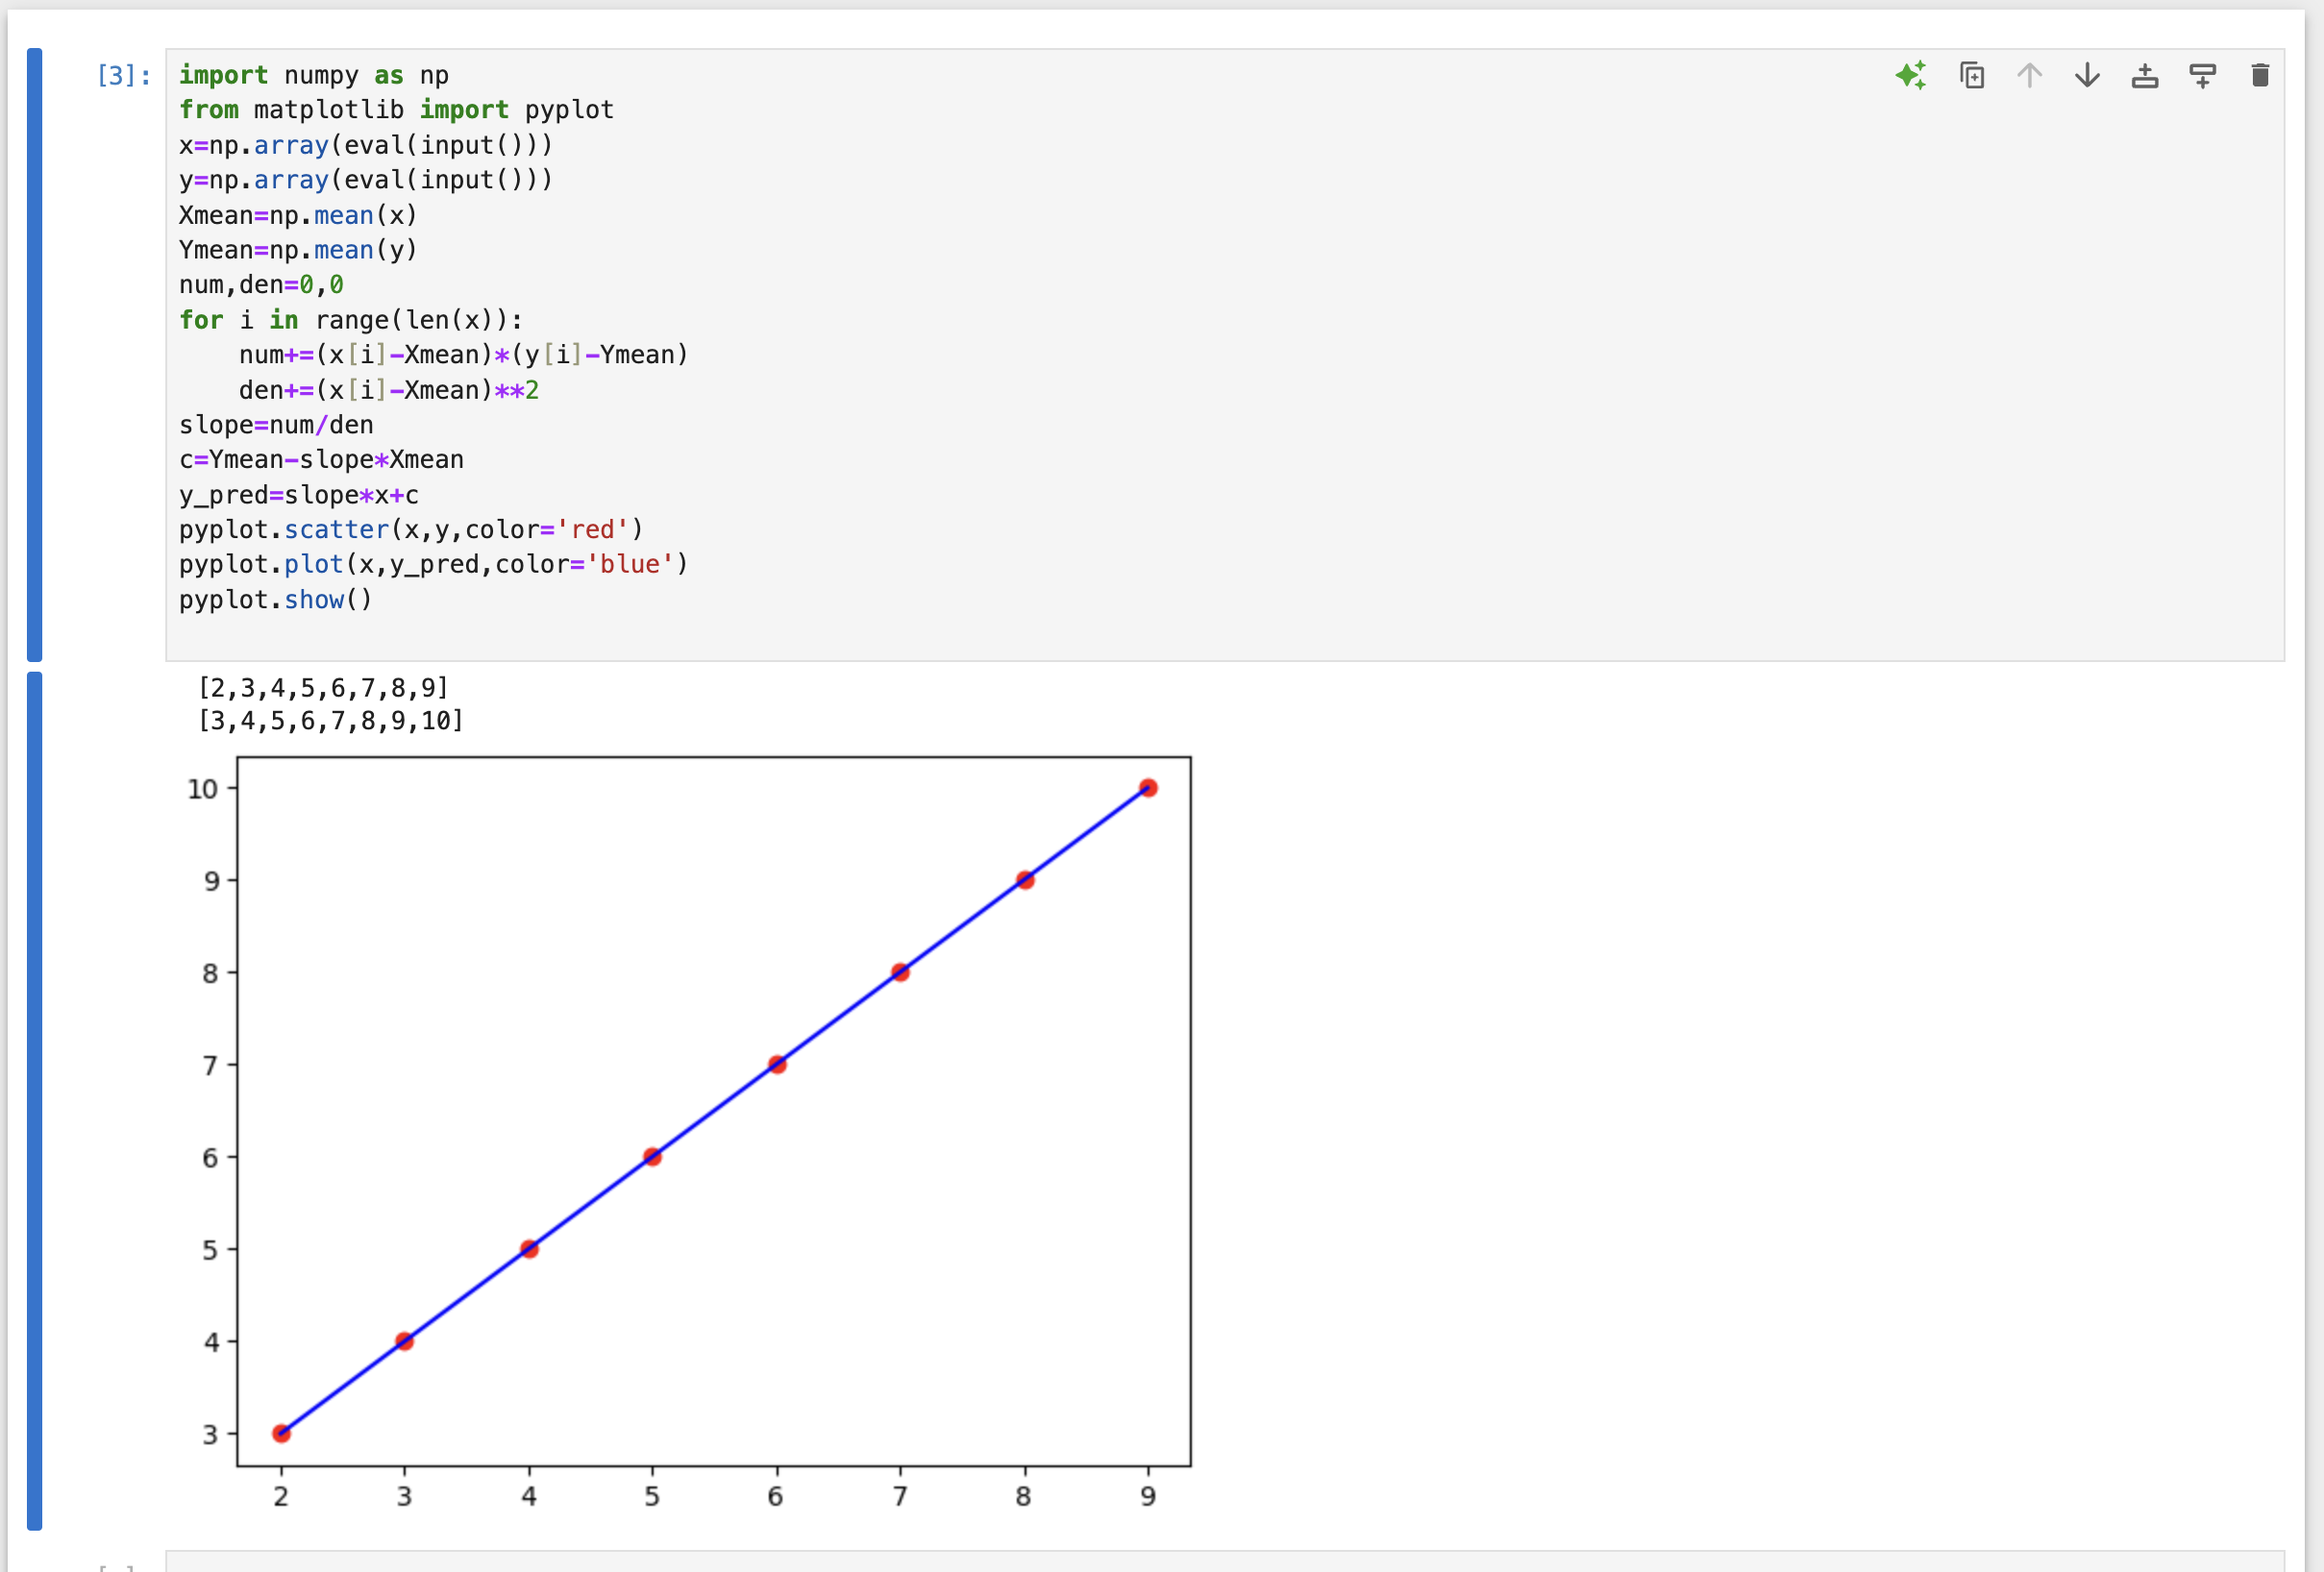 [3]:
import numpy as np
from matplotlib import pyplot
x=np.array(eval(input()))
y=np.array(eval(input()))
Xmean=np.mean(x)
Ymean=np.mean(y)
num,den=0,0
for i in range(len(x)):
    num+=(x[i]-Xmean)*(y[i]-Ymean)
    den+=(x[i]-Xmean)**2
slope=num/den
c=Ymean-slope*Xmean
y_pred=slope*x+c
pyplot.scatter(x,y,color='red')
pyplot.plot(x,y_pred,color='blue')
pyplot.show()
[2,3,4,5,6,7,8,9]
[3,4,5,6,7,8,9,10]
10
9
8
7
6
5
4
3
2 3 4 5 6 7 8 9